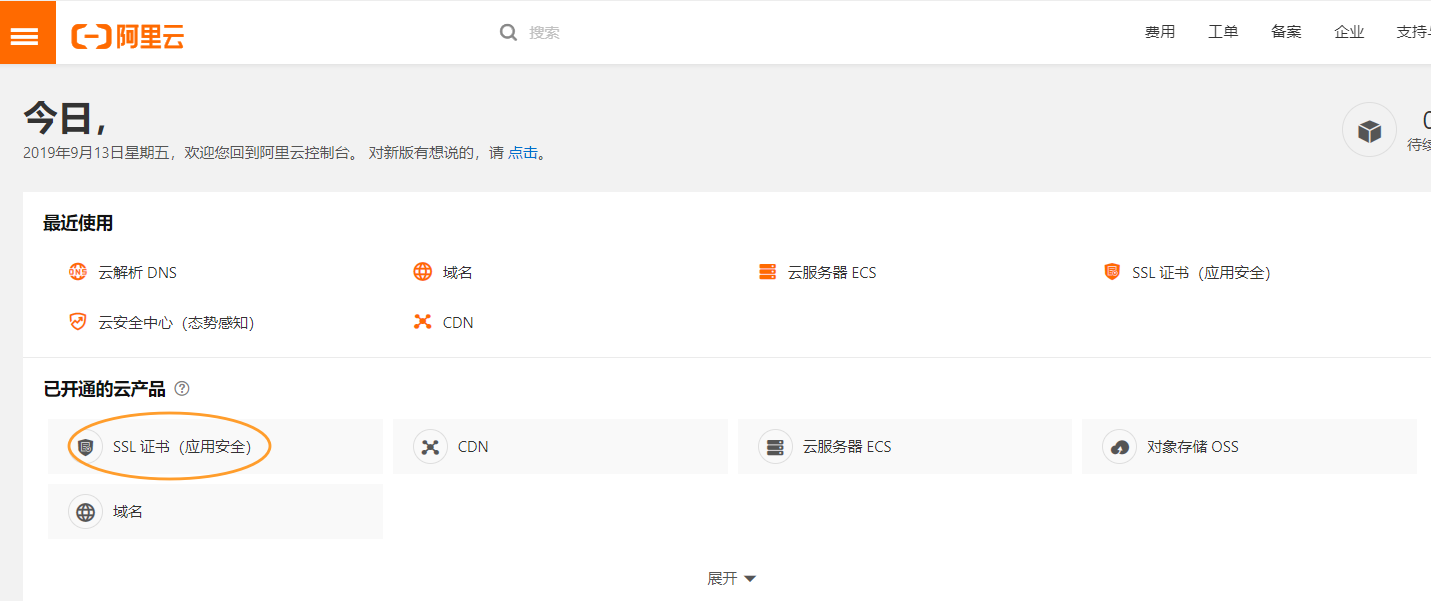 阿里云
搜索
费用 工单 备案 企业 支持
今日，
2019年9月13日星期五，欢迎您回到阿里云控制台。 对新版有想说的，请 点击。
待续
最近使用
DNS 云解析 DNS 域名 云服务器 ECS SSL 证书（应用安全）
云安全中心（态势感知） CDN
已开通的云产品 ?
SSL 证书（应用安全） CDN 云服务器 ECS 对象存储 OSS
域名
展开